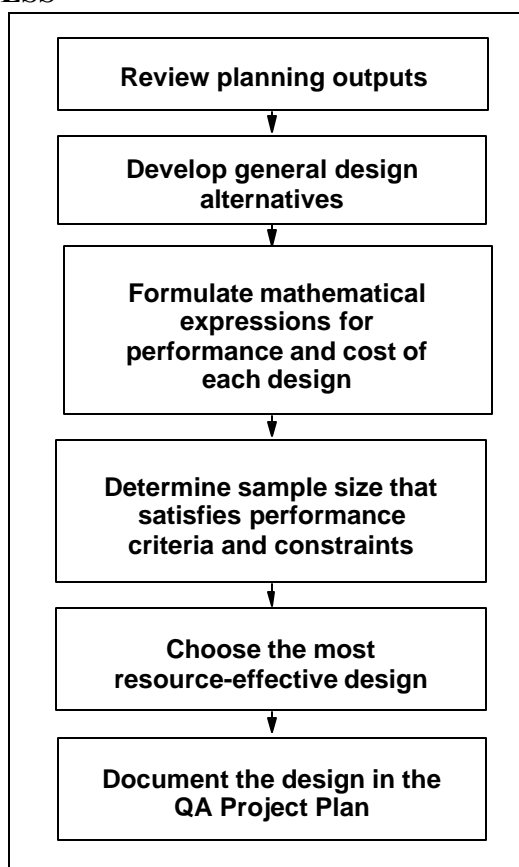 Review planning outputs
Develop general design
alternatives
Formulate mathematical
expressions for
performance and cost of
each design
Determine sample size that
satisfies performance
criteria and constraints
Choose the most
resource-effective design
Document the design in the
QA Project Plan